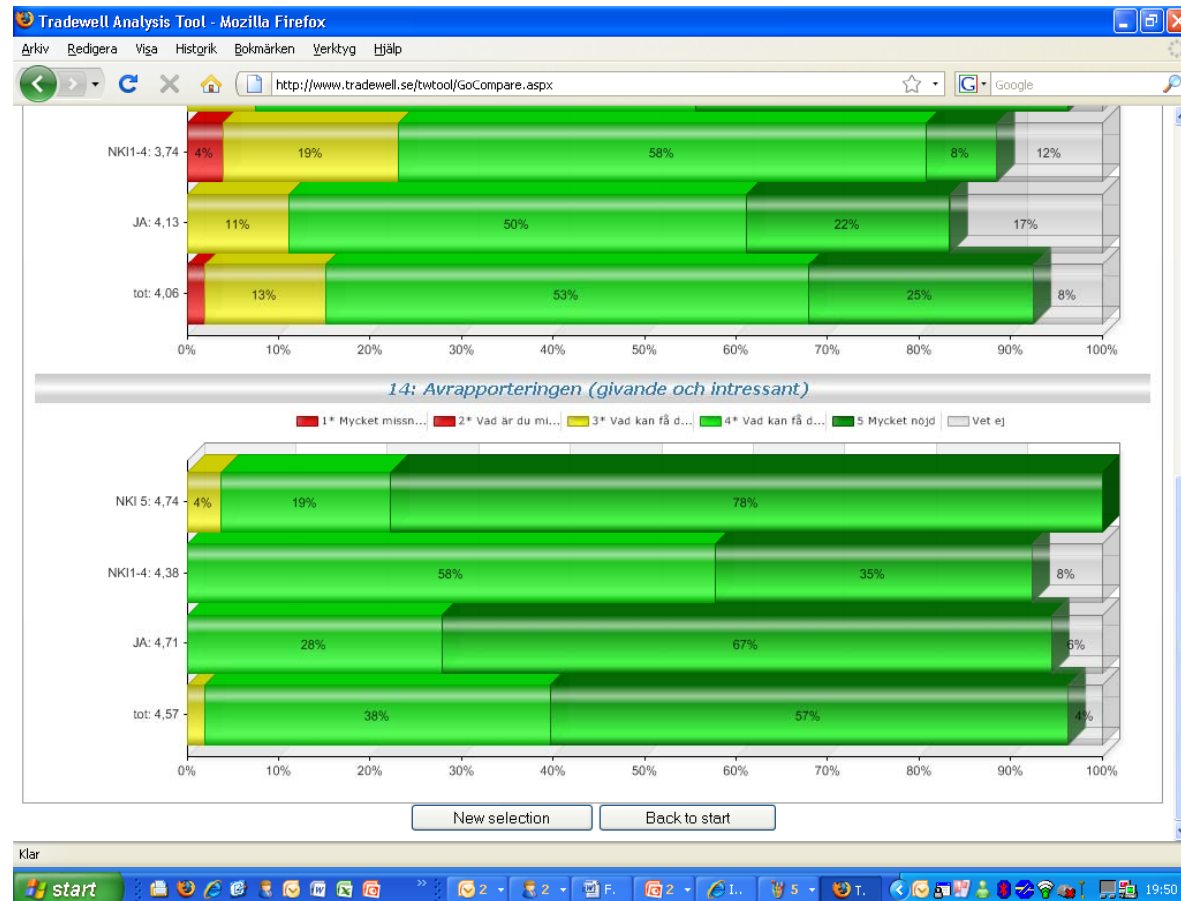 Tradewell Analysis Tool - Mozilla Firefox
Arkiv Redigera Visa Historik Bokmärken Verktyg Hjälp
http://www.tradewell.se/twtool/GoCompare.aspx
G Google
NKI1-4: 3,74 4% 19% 58% 8% 12%
JA: 4,13 11% 50% 22% 17%
tot: 4,06 13% 53% 25% 8%
0% 10% 20% 30% 40% 50% 60% 70% 80% 90% 100%
14: Avrapporteringen (givande och intressant)
1* Mycket missn... 2* Vad är du mi... 3* Vad kan få d... 4* Vad kan få d... 5 Mycket nöjd Vet ej
NKI 5: 4,74 4% 19% 78%
NKI1-4: 4,38 58% 35% 8%
JA: 4,71 28% 67% 6%
tot: 4,57 38% 57% 4%
0% 10% 20% 30% 40% 50% 60% 70% 80% 90% 100%
New selection Back to start
Klar
start 2 2 F. 2 I.. 5 T. 19:50